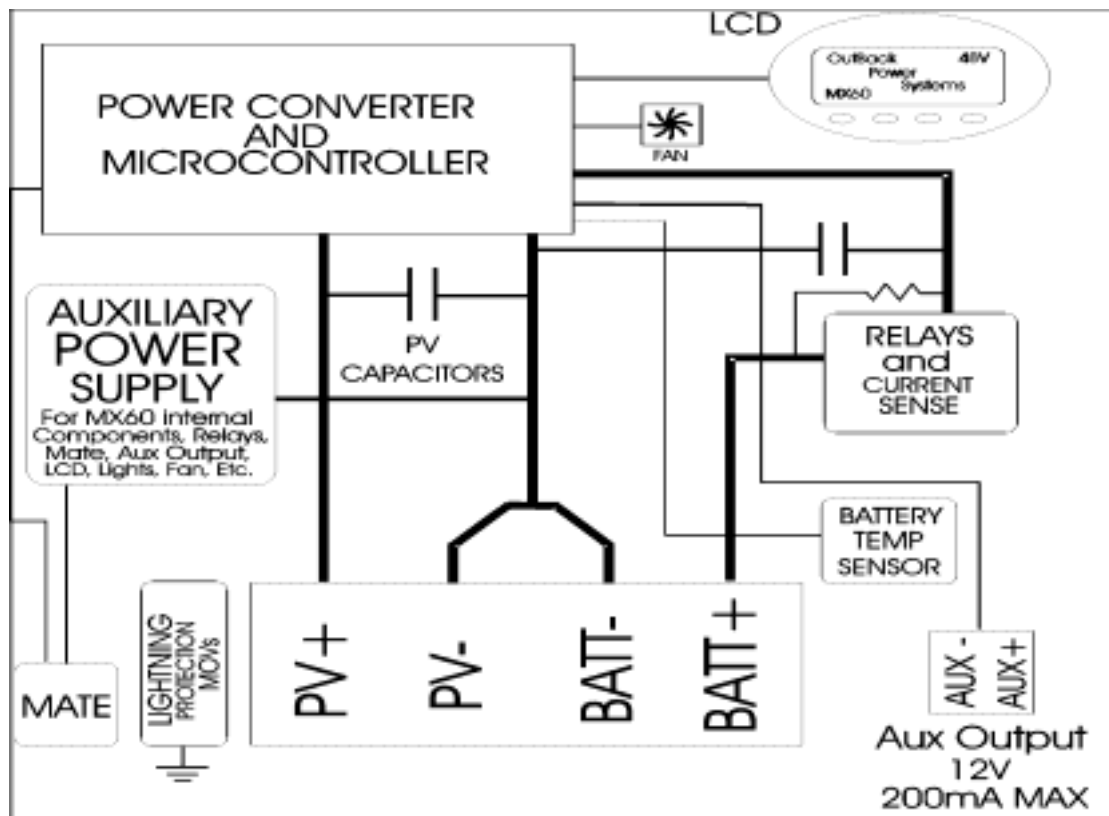 LCD
OutBack 48V
Power
Systems
MX60
POWER CONVERTER
AND
MICROCONTROLLER
FAN
AUXILIARY
POWER
SUPPLY
For MX60 internal
Components, Relays,
Mate, Aux Output,
LCD, Lights, Fan, Etc.
PV
CAPACITORS
RELAYS
and
CURRENT
SENSE
BATTERY
TEMP
SENSOR
MATE
LIGHTNING
PROTECTION
MOVs
PV+
PV-
BATT-
BATT+
AUX -
AUX+
Aux Output
12V
200mA MAX